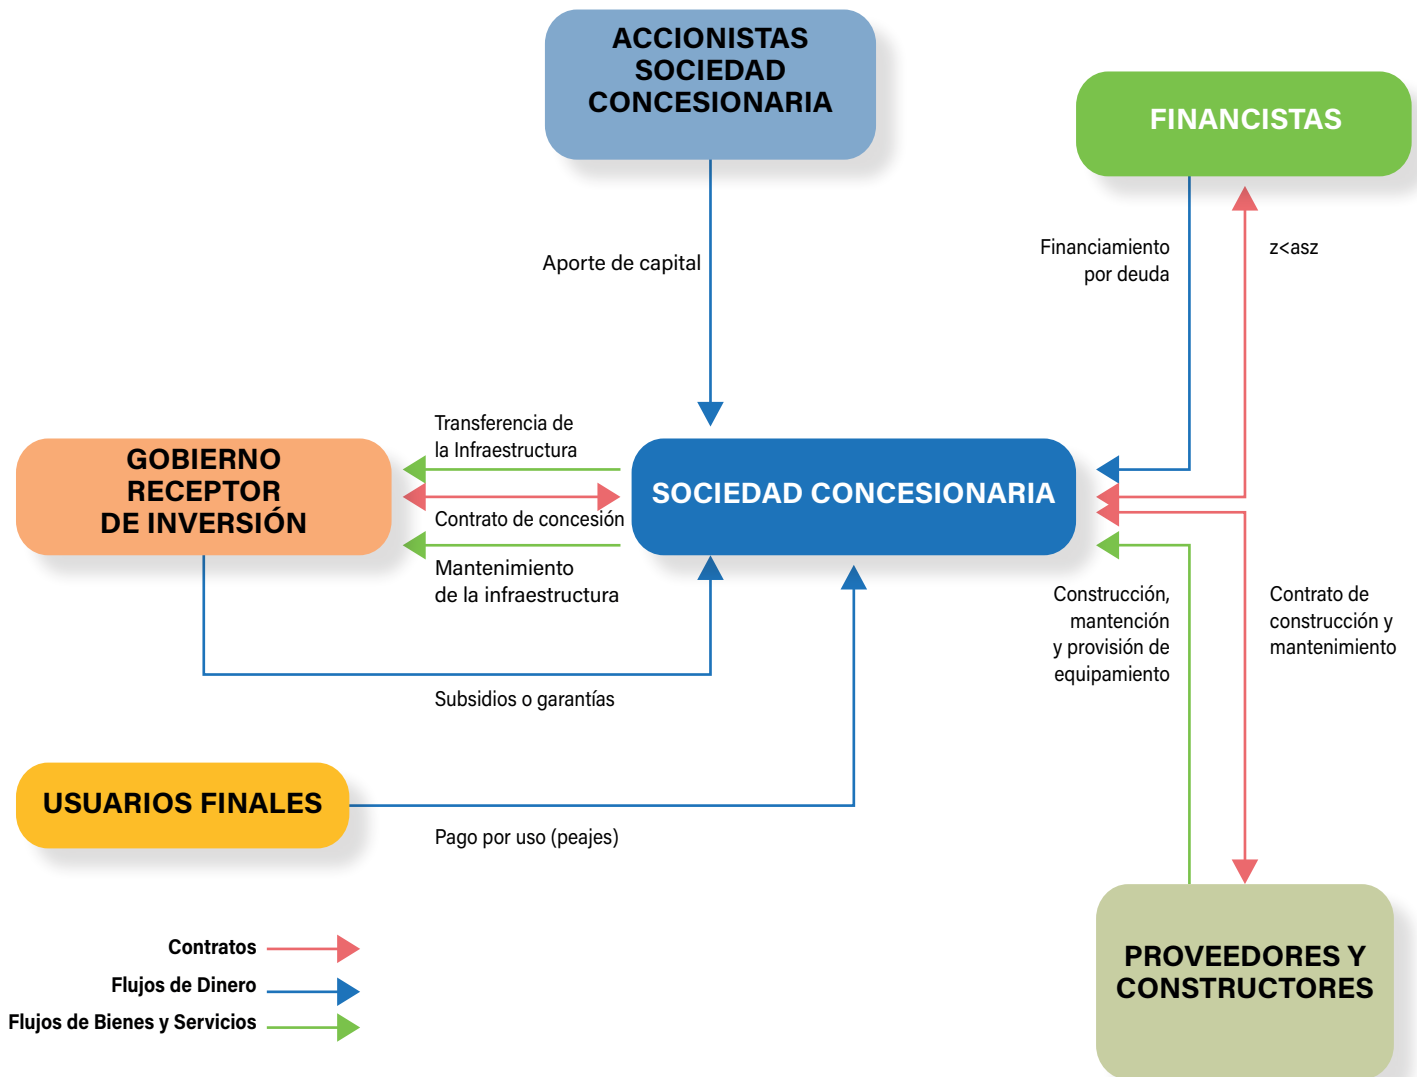 ACCIONISTAS
SOCIEDAD
CONCESIONARIA
FINANCISTAS
Aporte de capital
Financiamiento
por deuda
z<asz
Transferencia de
la Infraestructura
GOBIERNO
RECEPTOR
DE INVERSIÓN
SOCIEDAD CONCESIONARIA
Contrato de concesión
Mantenimiento
de la infraestructura
Construcción,
mantención
y provisión de
equipamiento
Contrato de
construcción y
mantenimiento
Subsidios o garantías
USUARIOS FINALES
Pago por uso (peajes)
PROVEEDORES Y
CONSTRUCTORES
Contratos
Flujos de Dinero
Flujos de Bienes y Servicios